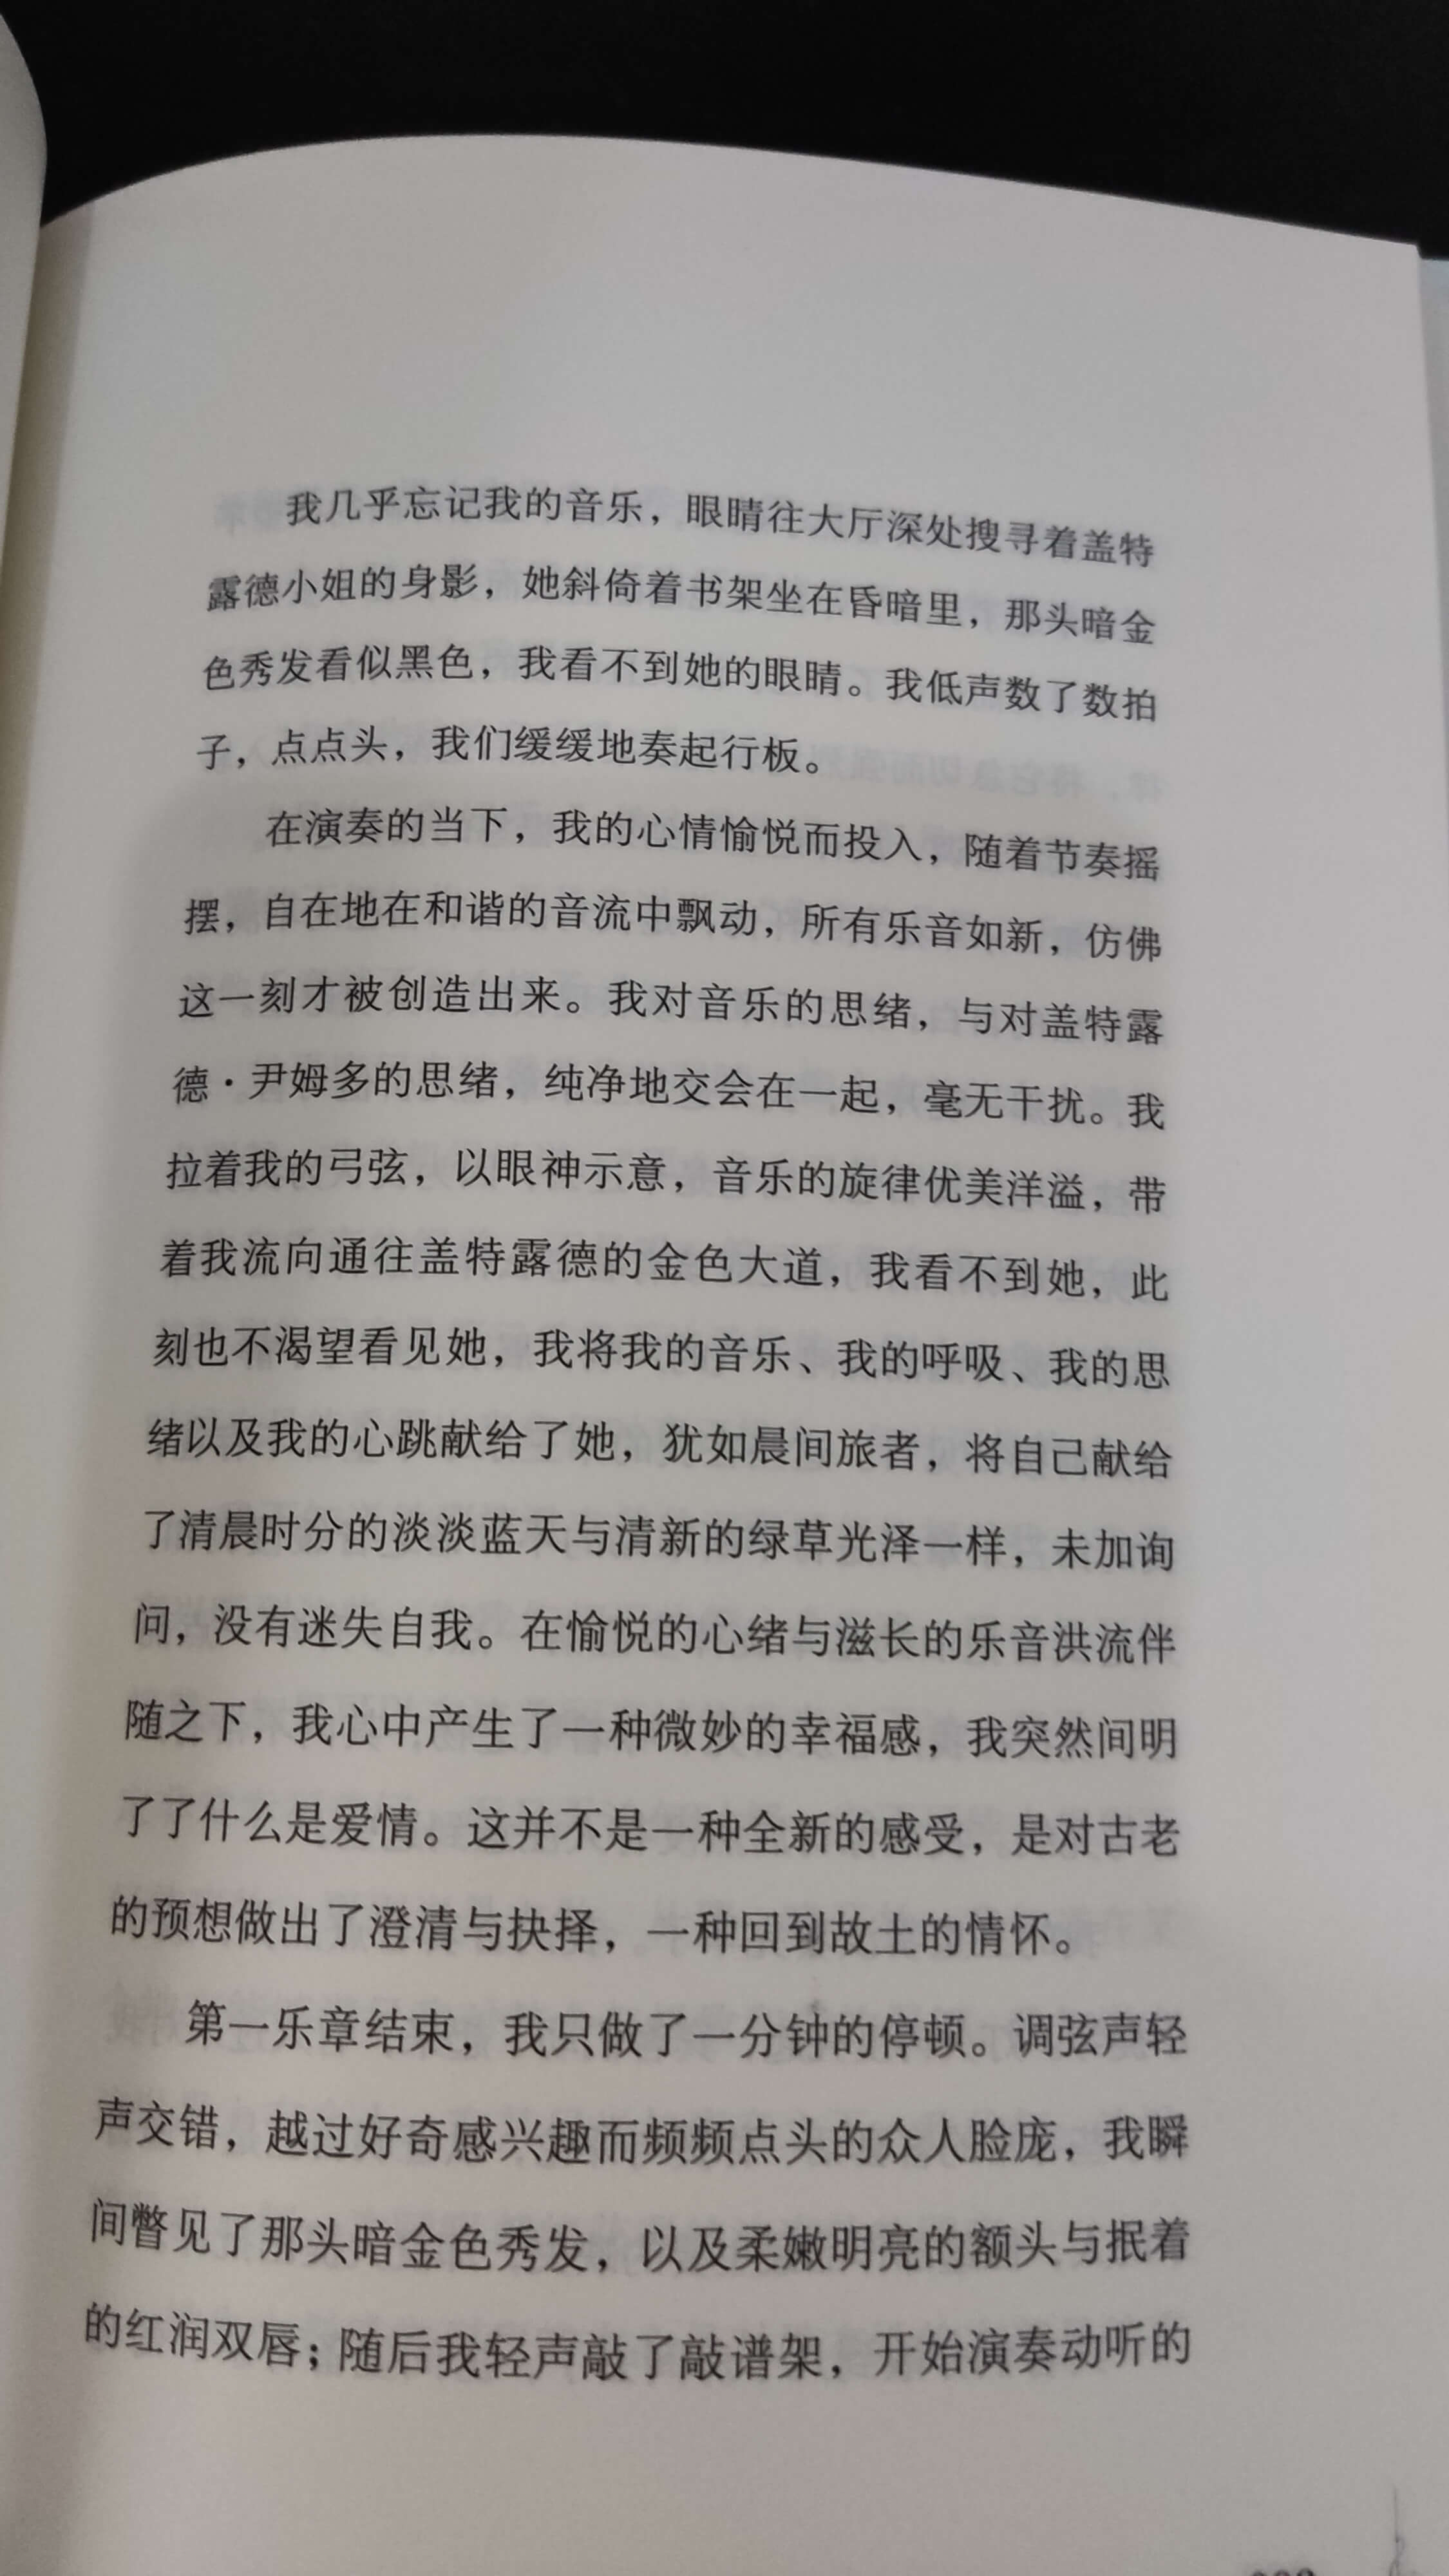 我几乎忘记我的音乐，眼睛往大厅深处搜寻着盖特
露德小姐的身影，她斜倚着书架坐在昏暗里，那头暗金
色秀发看似黑色，我看不到她的眼睛。我低声数了数拍
子，点点头，我们缓缓地奏起行板。
在演奏的当下，我的心情愉悦而投入，随着节奏摇
摆，自在地在和谐的音流中飘动，所有乐音如新，仿佛
这一刻才被创造出来。我对音乐的思绪，与对盖特露
德·尹姆多的思绪，纯净地交会在一起，毫无干扰。我
拉着我的弓弦，以眼神示意，音乐的旋律优美洋溢，带
着我流向通往盖特露德的金色大道，我看不到她，此
刻也不渴望看见她，我将我的音乐、我的呼吸、我的思
绪以及我的心跳献给了她，犹如晨间旅者，将自己献给
了清晨时分的淡淡蓝天与清新的绿草光泽一样，未加询
问，没有迷失自我。在愉悦的心绪与滋长的乐音洪流伴
随之下，我心中产生了一种微妙的幸福感，我突然间明
了了什么是爱情。这并不是一种全新的感受，是对古老
的预想做出了澄清与抉择，一种回到故土的情怀。
第一乐章结束，我只做了一分钟的停顿。调弦声轻
声交错，越过好奇感兴趣而频频点头的众人脸庞，我瞬
间瞥见了那头暗金色秀发，以及柔嫩明亮的额头与抿着
的红润双唇；随后我轻声敲了敲谱架，开始演奏动听的